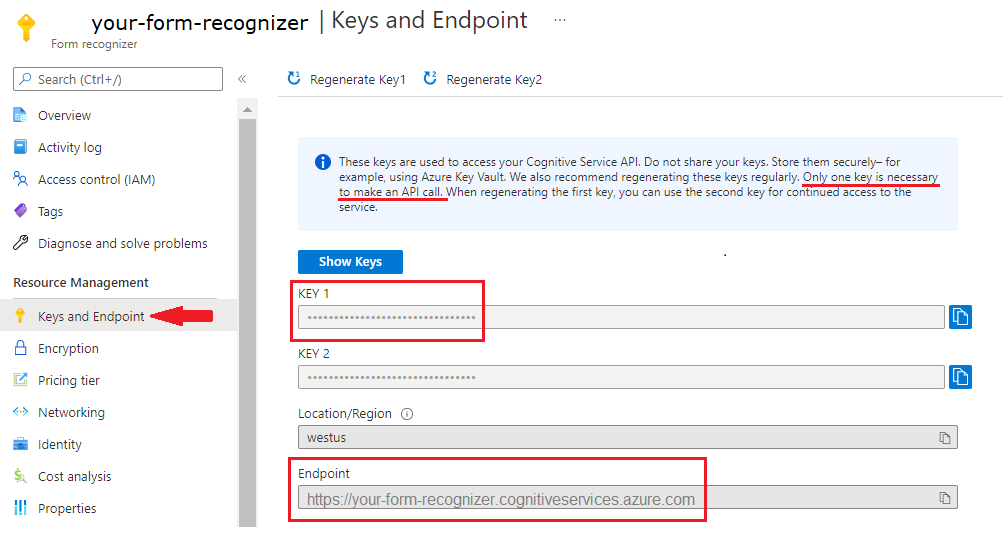 your-form-recognizer | Keys and Endpoint ...
Form recognizer
Search (Ctrl+/)
«
Overview
Activity log
Access control (IAM)
Tags
Diagnose and solve problems
Resource Management
Keys and Endpoint
Encryption
Pricing tier
Networking
Identity
Cost analysis
Properties
Regenerate Key1 Regenerate Key2
These keys are used to access your Cognitive Service API. Do not share your keys. Store them securely– for
example, using Azure Key Vault. We also recommend regenerating these keys regularly. Only one key is necessary
to make an API call. When regenerating the first key, you can use the second key for continued access to the
service.
Show Keys
KEY 1
••••••••••••••••••••••••••••••••
KEY 2
••••••••••••••••••••••••••••••••
Location/Region
westus
Endpoint
https://your-form-recognizer.cognitiveservices.azure.com